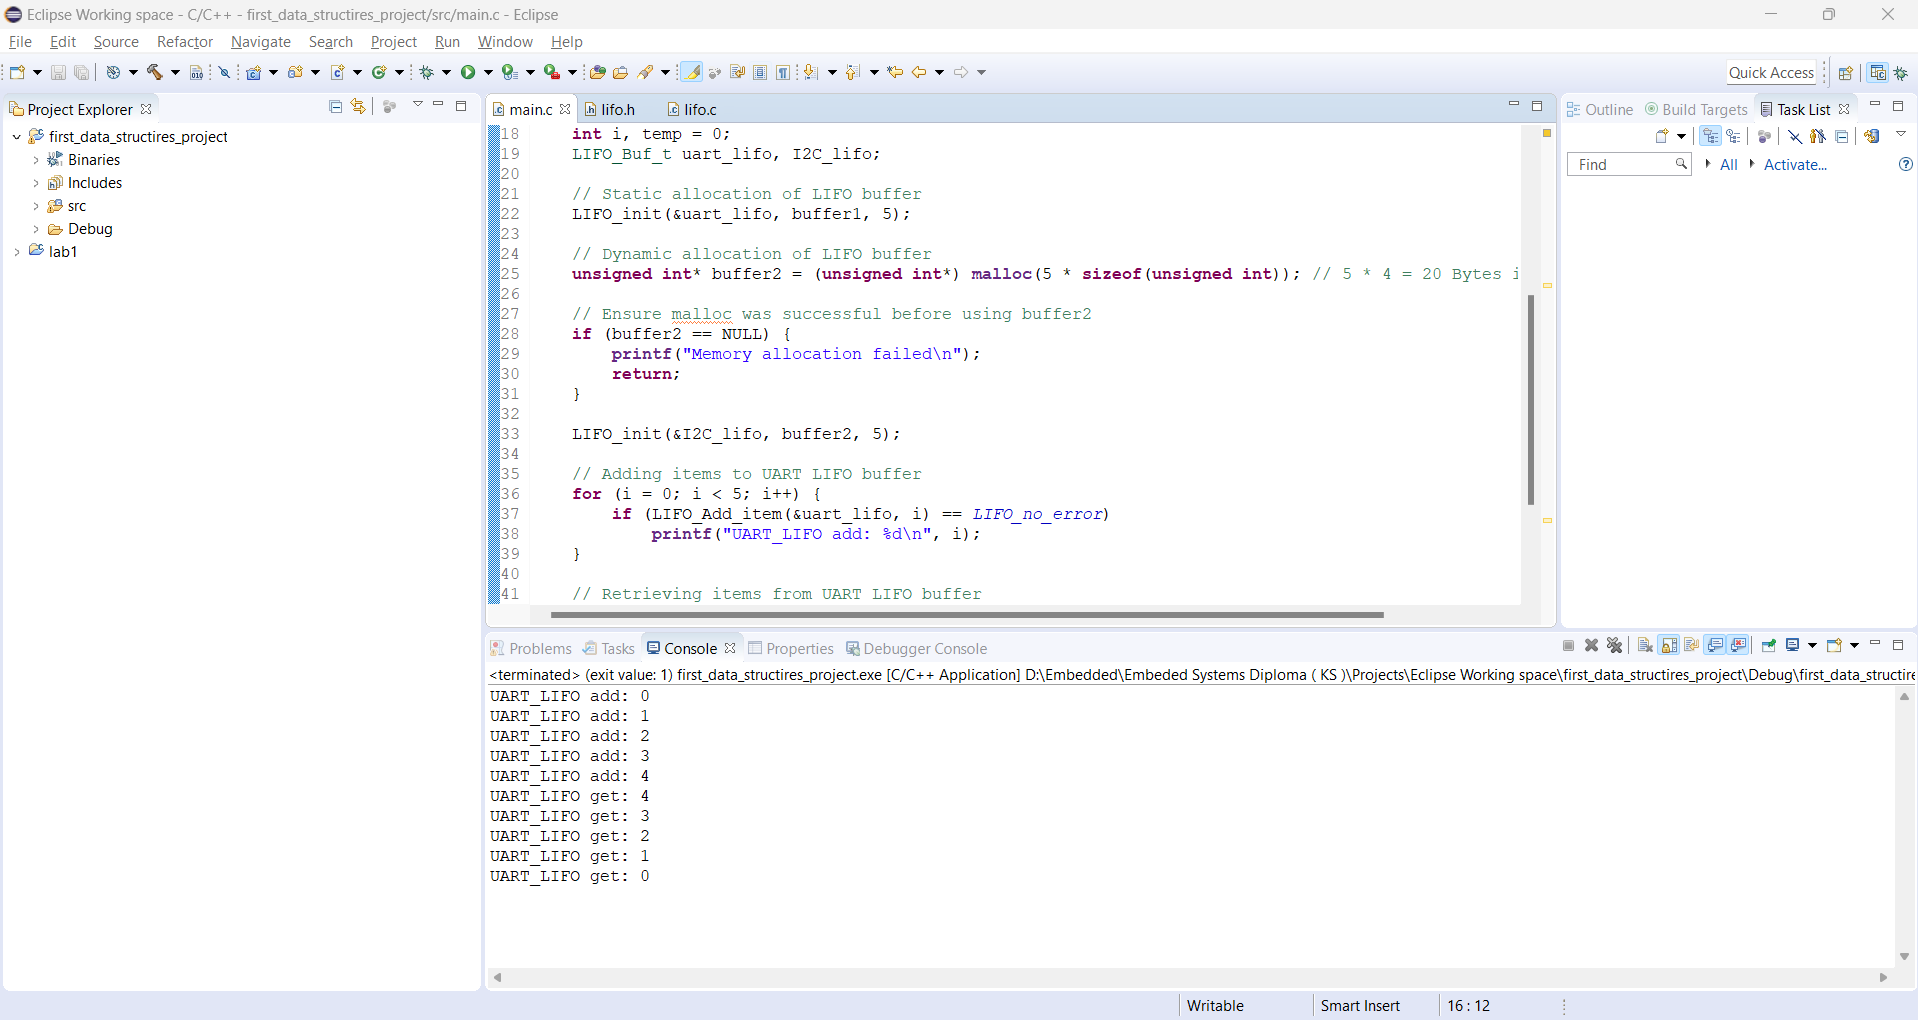 Eclipse Working space - C/C++ - first_data_structires_project/src/main.c - Eclipse
File Edit Source Refactor Navigate Search Project Run Window Help
Quick Access
Project Explorer
first_data_structires_project
Binaries
Includes
src
Debug
lab1
main.c lifo.h lifo.c
18 int i, temp = 0;
19 LIFO_Buf_t uart_lifo, I2C_lifo;
20
21 // Static allocation of LIFO buffer
22 LIFO_init(&uart_lifo, buffer1, 5);
23
24 // Dynamic allocation of LIFO buffer
25 unsigned int* buffer2 = (unsigned int*) malloc(5 * sizeof(unsigned int)); // 5 * 4 = 20 Bytes i
26
27 // Ensure malloc was successful before using buffer2
28 if (buffer2 == NULL) {
29 printf("Memory allocation failed\n");
30 return;
31 }
32
33 LIFO_init(&I2C_lifo, buffer2, 5);
34
35 // Adding items to UART LIFO buffer
36 for (i = 0; i < 5; i++) {
37 if (LIFO_Add_item(&uart_lifo, i) == LIFO_no_error)
38 printf("UART_LIFO add: %d\n", i);
39 }
40
41 // Retrieving items from UART LIFO buffer
Outline Build Targets Task List
Find All Activate...
Problems Tasks Console Properties Debugger Console
<terminated> (exit value: 1) first_data_structires_project.exe [C/C++ Application] D:\Embedded\Embeded Systems Diploma ( KS )\Projects\Eclipse Working space\first_data_structires_project\Debug\first_data_structire
UART_LIFO add: 0
UART_LIFO add: 1
UART_LIFO add: 2
UART_LIFO add: 3
UART_LIFO add: 4
UART_LIFO get: 4
UART_LIFO get: 3
UART_LIFO get: 2
UART_LIFO get: 1
UART_LIFO get: 0
Writable Smart Insert 16 : 12